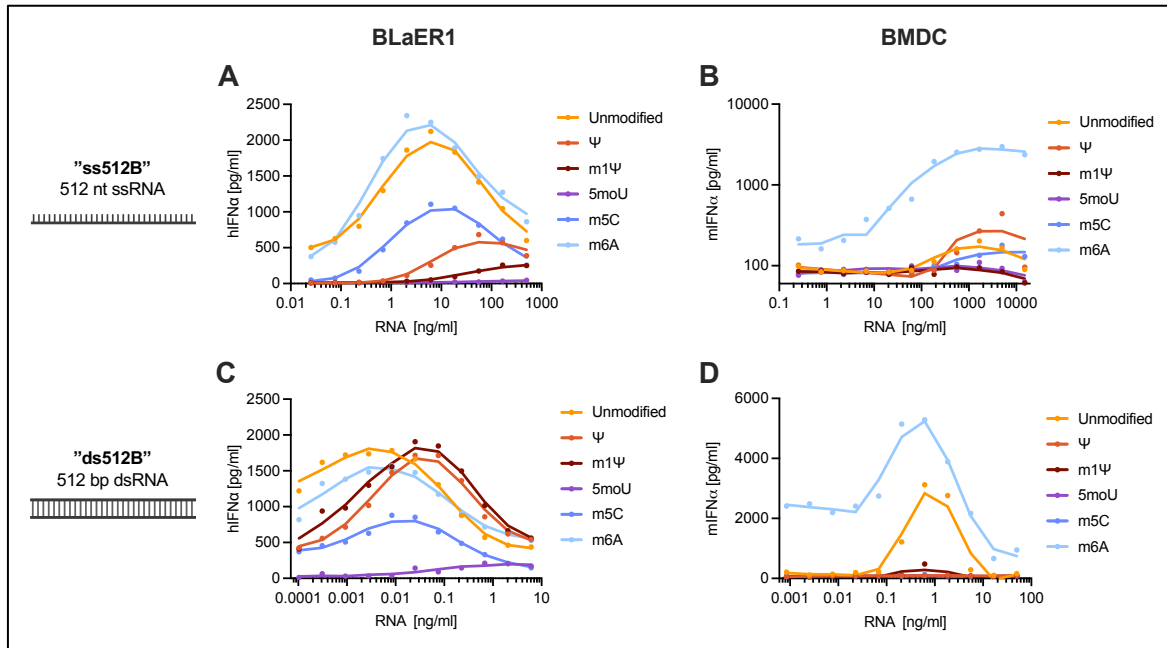 BLaER1
BMDC
"ss512B"
512 nt ssRNA
A
hIFNα [pg/ml]
2500
2000
1500
1000
500
0
0.01
0.1
1
10
100
1000
RNA [ng/ml]
Unmodified
Ψ
m1Ψ
5moU
m5C
m6A
B
mIFNα [pg/ml]
10000
1000
100
0.1
1
10
100
1000
10000
RNA [ng/ml]
Unmodified
Ψ
m1Ψ
5moU
m5C
m6A
"ds512B"
512 bp dsRNA
C
hIFNα [pg/ml]
2500
2000
1500
1000
500
0
0.0001
0.001
0.01
0.1
1
10
RNA [ng/ml]
Unmodified
Ψ
m1Ψ
5moU
m5C
m6A
D
mIFNα [pg/ml]
6000
4000
2000
0
0.001
0.01
0.1
1
10
100
RNA [ng/ml]
Unmodified
Ψ
m1Ψ
5moU
m5C
m6A